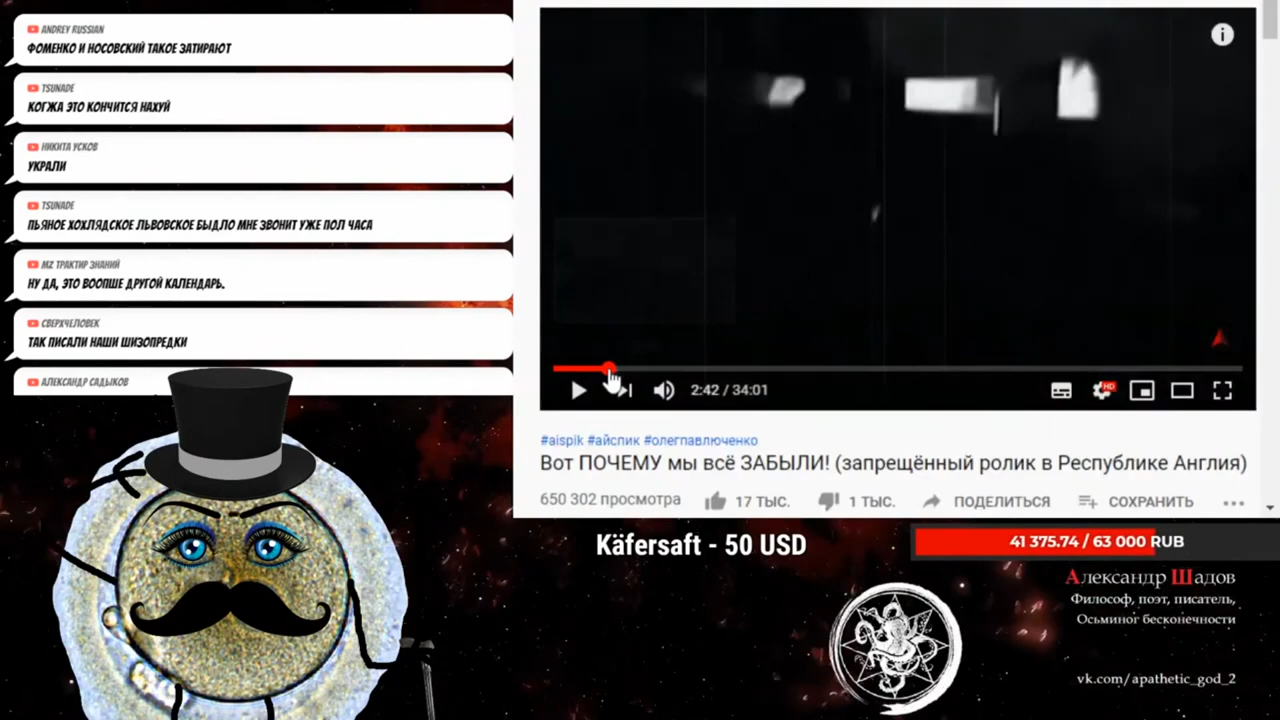 ANDREY RUSSIAN
ФОМЕНКО И НОСОВСКИЙ ТАКОЕ ЗАТИРАЮТ
TSUNADE
КОГЖА ЭТО КОНЧИТСЯ НАХУЙ
НИКИТА УСКОВ
УКРАЛИ
TSUNADE
ПЬЯНОЕ ХОХЛЯДСКОЕ ЛЬВОВСКОЕ БЫДЛО МНЕ ЗВОНИТ УЖЕ ПОЛ ЧАСА
MZ ТРАКТИР ЗНАНИЙ
НУ ДА, ЭТО ВООПШЕ ДРУГОЙ КАЛЕНДАРЬ.
СВЕРХЧЕЛОВЕК
ТАК ПИСАЛИ НАШИ ШИЗОПРЕДКИ
АЛЕКСАНДР САДЫКОВ
HD
2:42 / 34:01
#aispik #айспик #олегпавлюченко
Вот ПОЧЕМУ мы всё ЗАБЫЛИ! (запрещённый ролик в Республике Англия)
650 302 просмотра
17 ТЫС.
1 ТЫС.
ПОДЕЛИТЬСЯ
СОХРАНИТЬ
Käfersaft - 50 USD
41 375.74 / 63 000 RUB
Александр Шадов
Философ, поэт, писатель,
Осьминог бесконечности
vk.com/apathetic_god_2